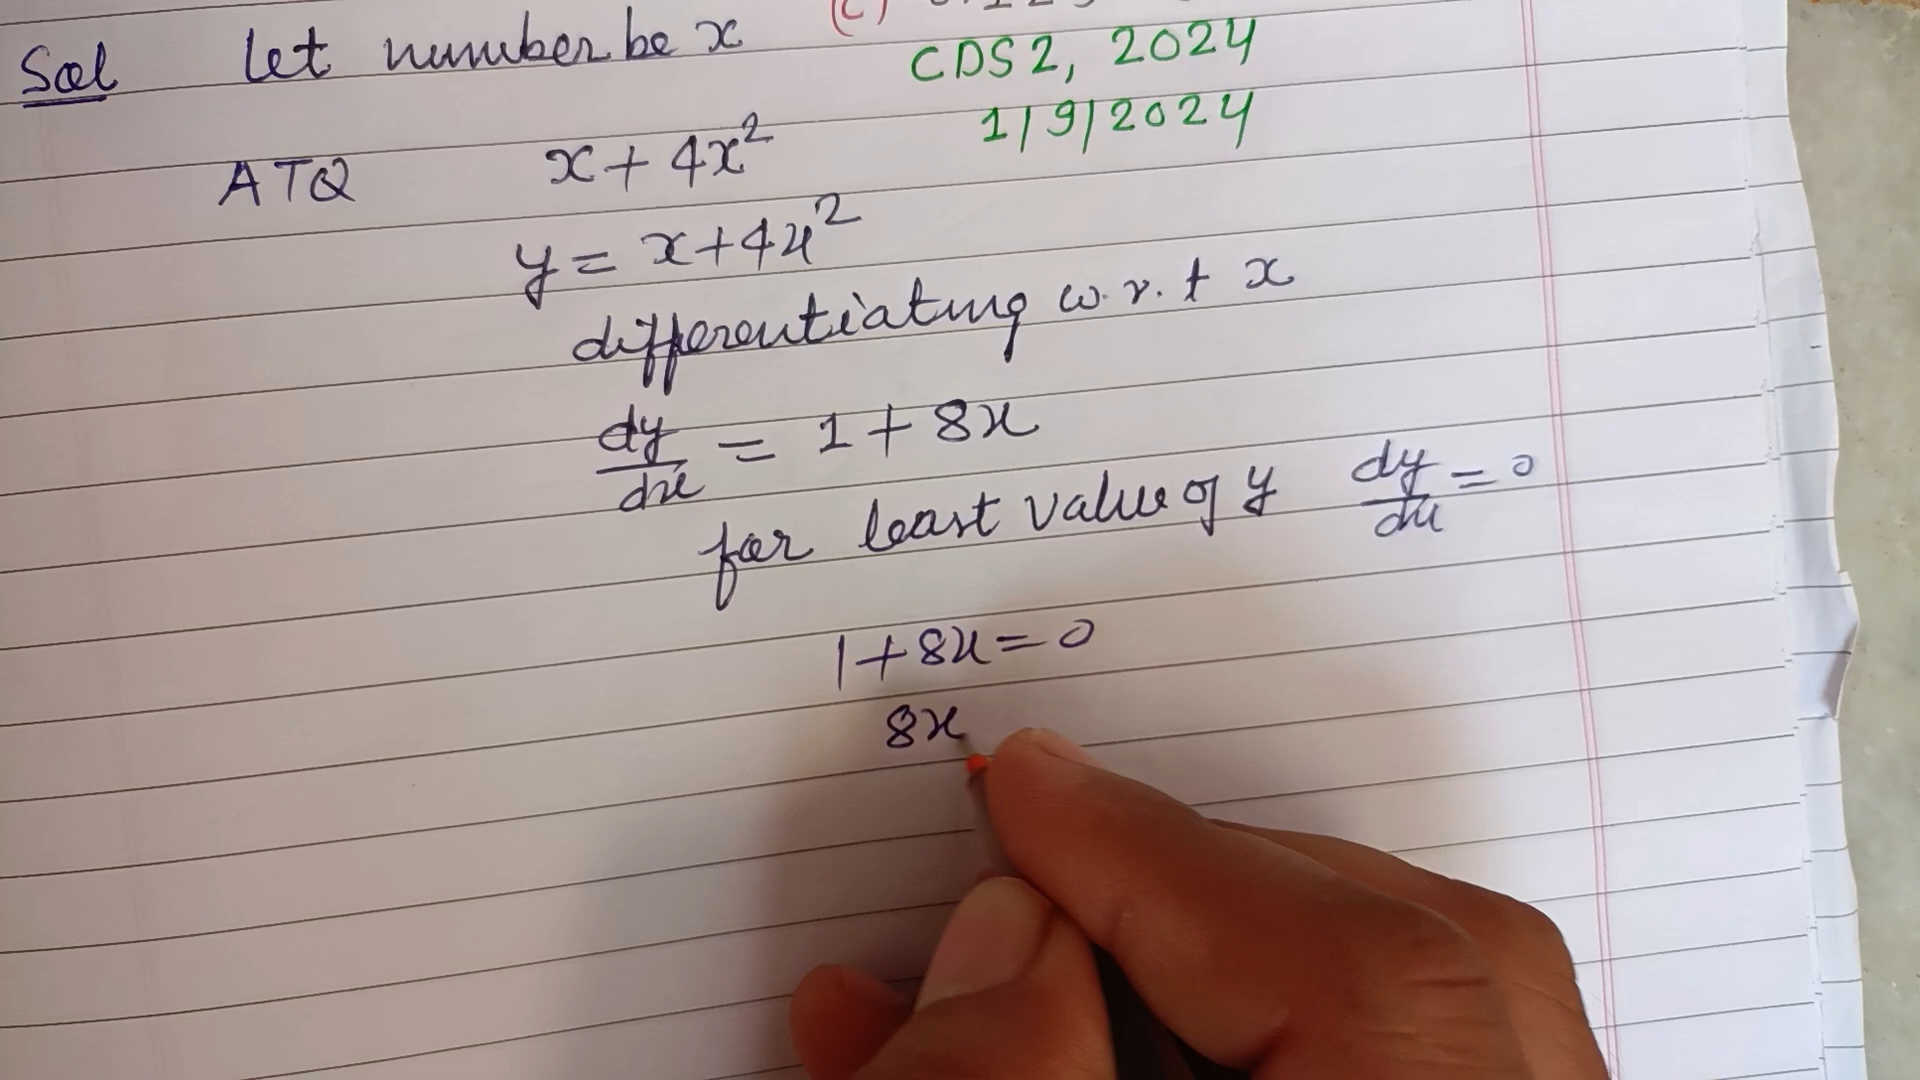 Sol let number be x
CDS 2, 2024
1/9/2024
ATQ x + 4x²
y = x + 4x²
differentiating w.r.t x
dy/dx = 1 + 8x
for least value of y dy/dx = 0
1 + 8x = 0
8x